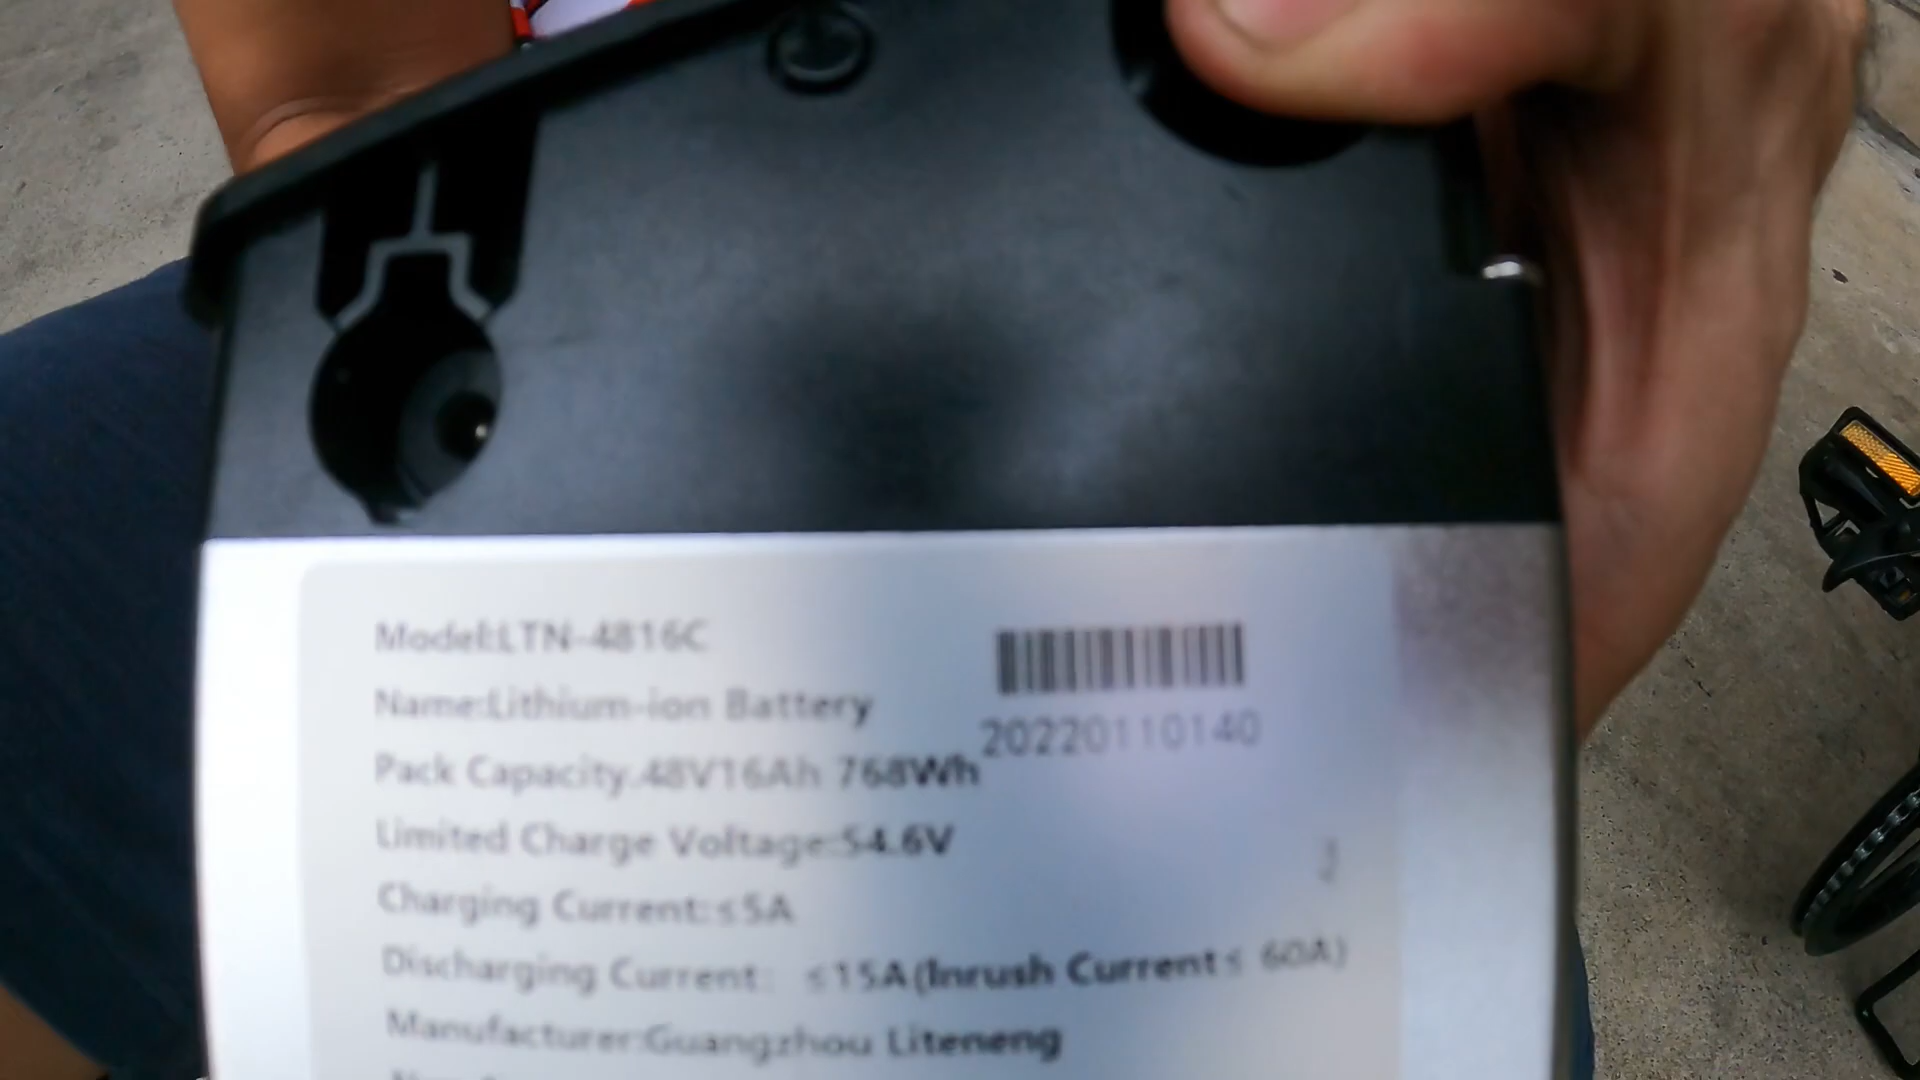 Model:LTN-4816C
Name:Lithium-ion Battery
20220110140
Pack Capacity:48V16Ah 768Wh
Limited Charge Voltage:54.6V
Charging Current:≤5A
Discharging Current: ≤15A(Inrush Current≤ 60A)
Manufacturer:Guangzhou Liteneng